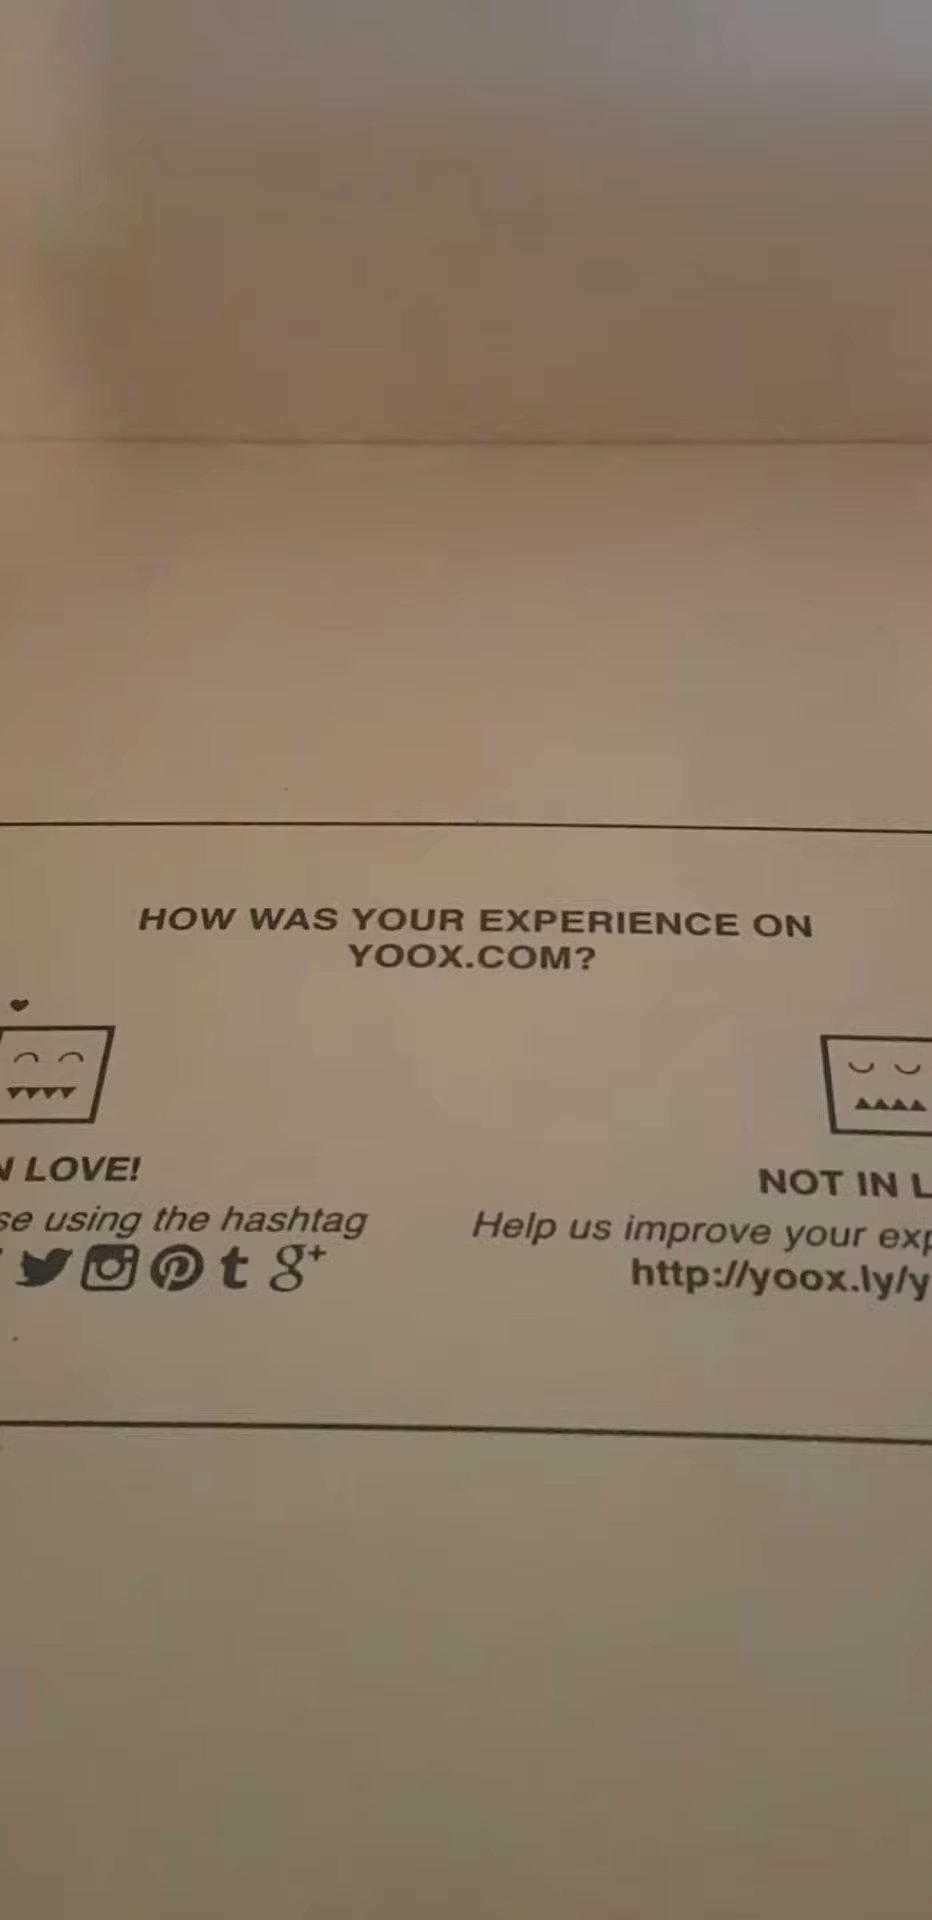 HOW WAS YOUR EXPERIENCE ON
YOOX.COM?
N LOVE!
se using the hashtag
NOT IN L
Help us improve your exp
http://yoox.ly/y